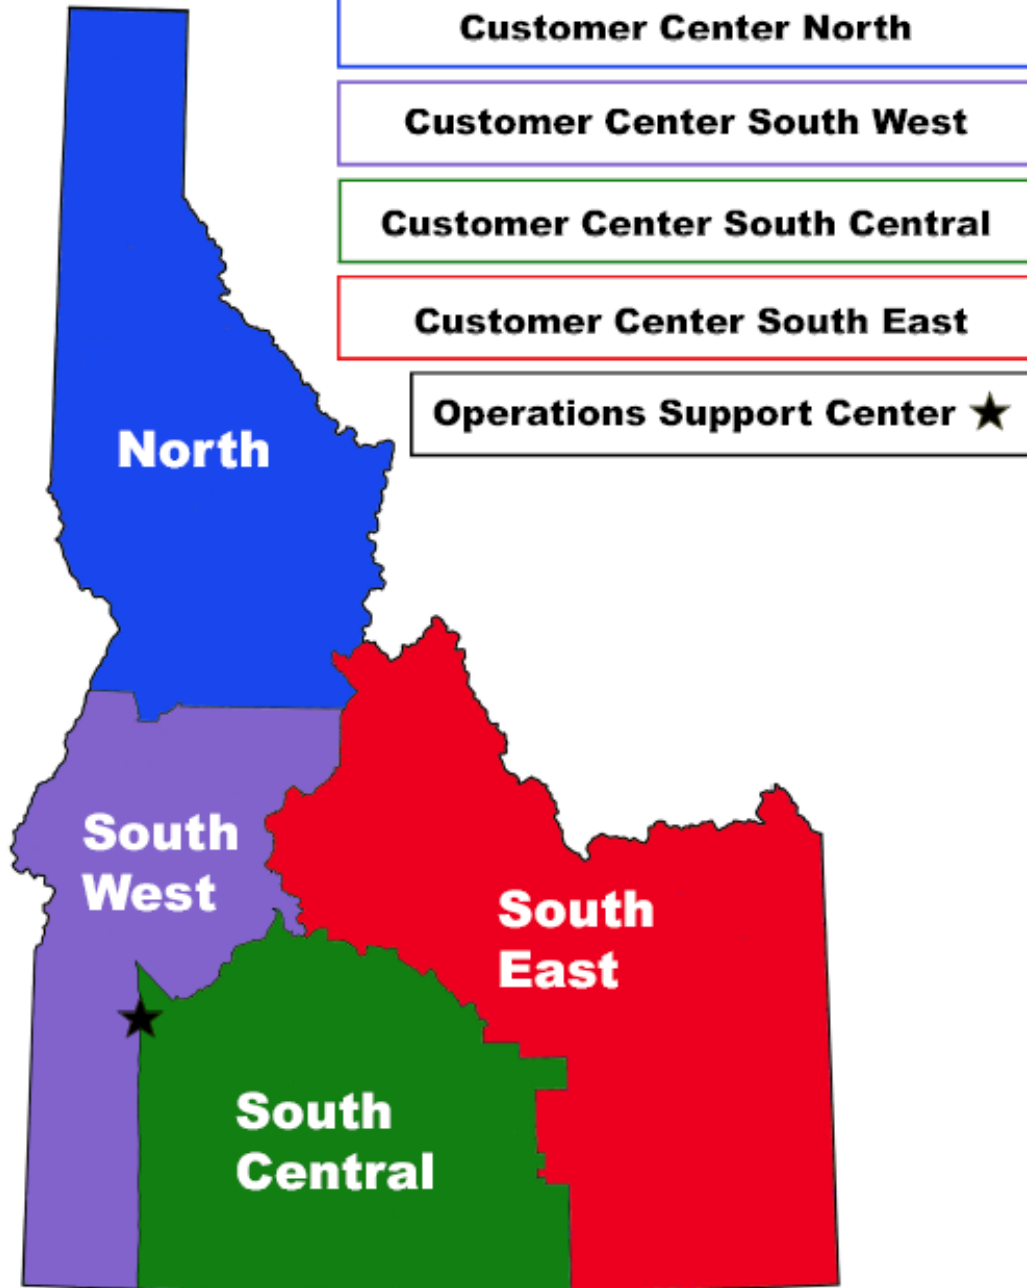 Customer Center North
Customer Center South West
Customer Center South Central
Customer Center South East
Operations Support Center
North
South
West
South
East
South
Central